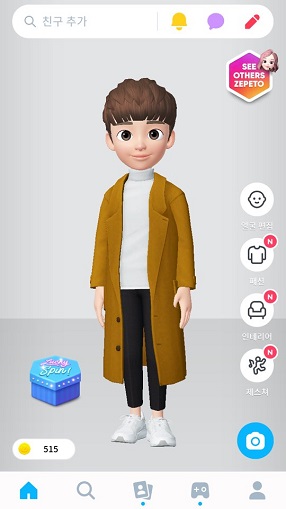 친구 추가
SEE
OTHERS
ZEPETO
얼굴 편집
N
패션
N
인테리어
N
제스처
Lucky
Spin!
515